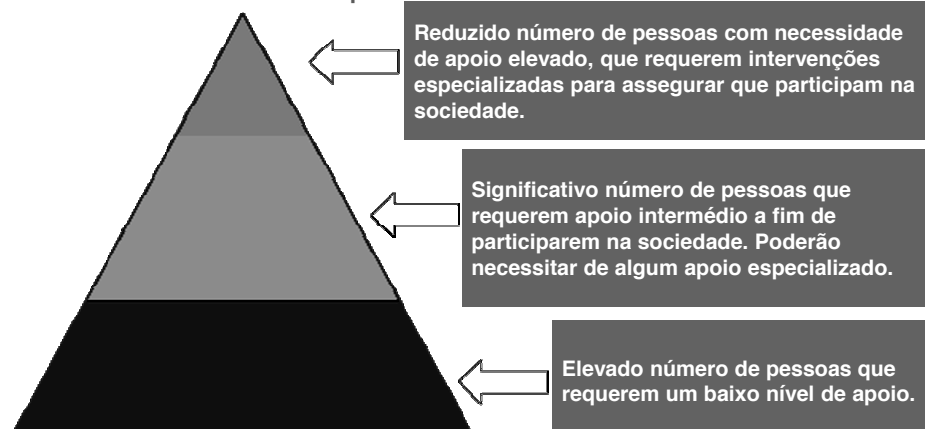 Reduzido número de pessoas com necessidade
de apoio elevado, que requerem intervenções
especializadas para assegurar que participam na
sociedade.
Significativo número de pessoas que
requerem apoio intermédio a fim de
participarem na sociedade. Poderão
necessitar de algum apoio especializado.
Elevado número de pessoas que
requerem um baixo nível de apoio.